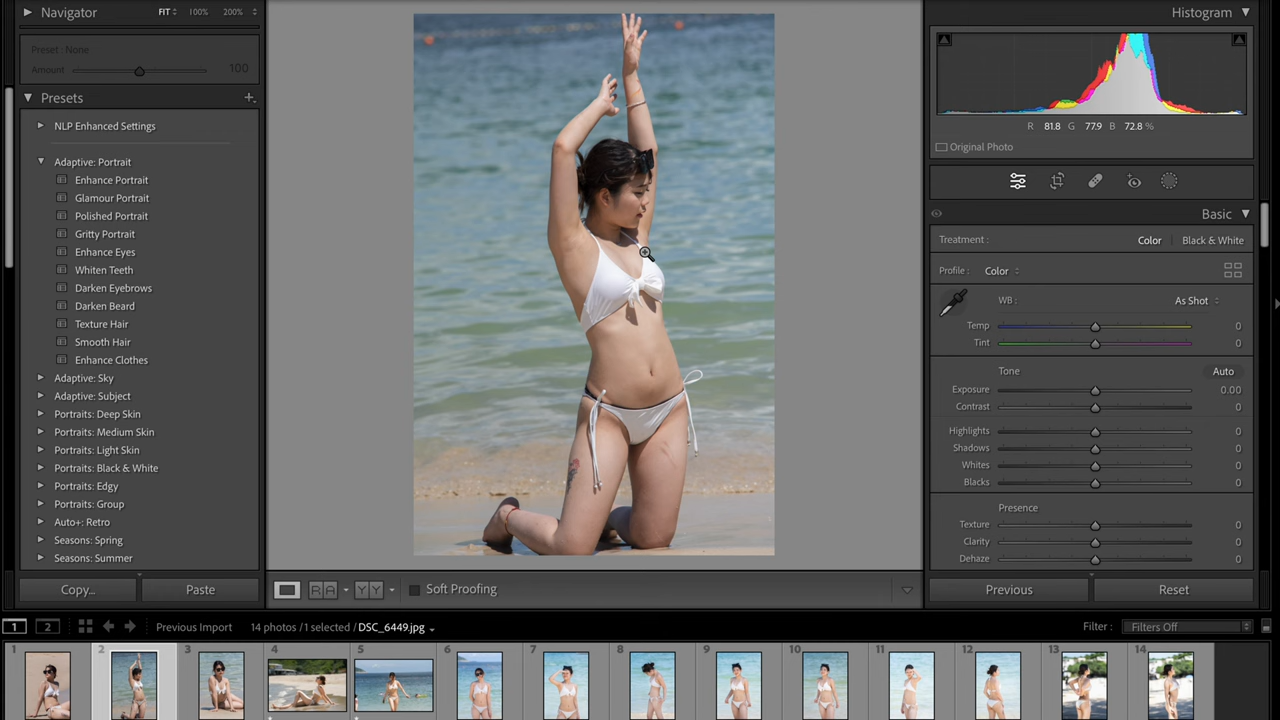 Navigator FIT 100% 200%
Preset : None
Amount 100
Presets
NLP Enhanced Settings
Adaptive: Portrait
Enhance Portrait
Glamour Portrait
Polished Portrait
Gritty Portrait
Enhance Eyes
Whiten Teeth
Darken Eyebrows
Darken Beard
Texture Hair
Smooth Hair
Enhance Clothes
Adaptive: Sky
Adaptive: Subject
Portraits: Deep Skin
Portraits: Medium Skin
Portraits: Light Skin
Portraits: Black & White
Portraits: Edgy
Portraits: Group
Auto+: Retro
Seasons: Spring
Seasons: Summer
Copy... Paste
R A Y Y Soft Proofing
Histogram
R 81.8 G 77.9 B 72.8 %
Original Photo
Basic
Treatment : Color Black & White
Profile : Color
WB : As Shot
Temp 0
Tint 0
Tone Auto
Exposure 0.00
Contrast 0
Highlights 0
Shadows 0
Whites 0
Blacks 0
Presence
Texture 0
Clarity 0
Dehaze 0
Previous Reset
1 2 Previous Import 14 photos / 1 selected / DSC_6449.jpg Filter : Filters Off
1 2 3 4 5 6 7 8 9 10 11 12 13 14